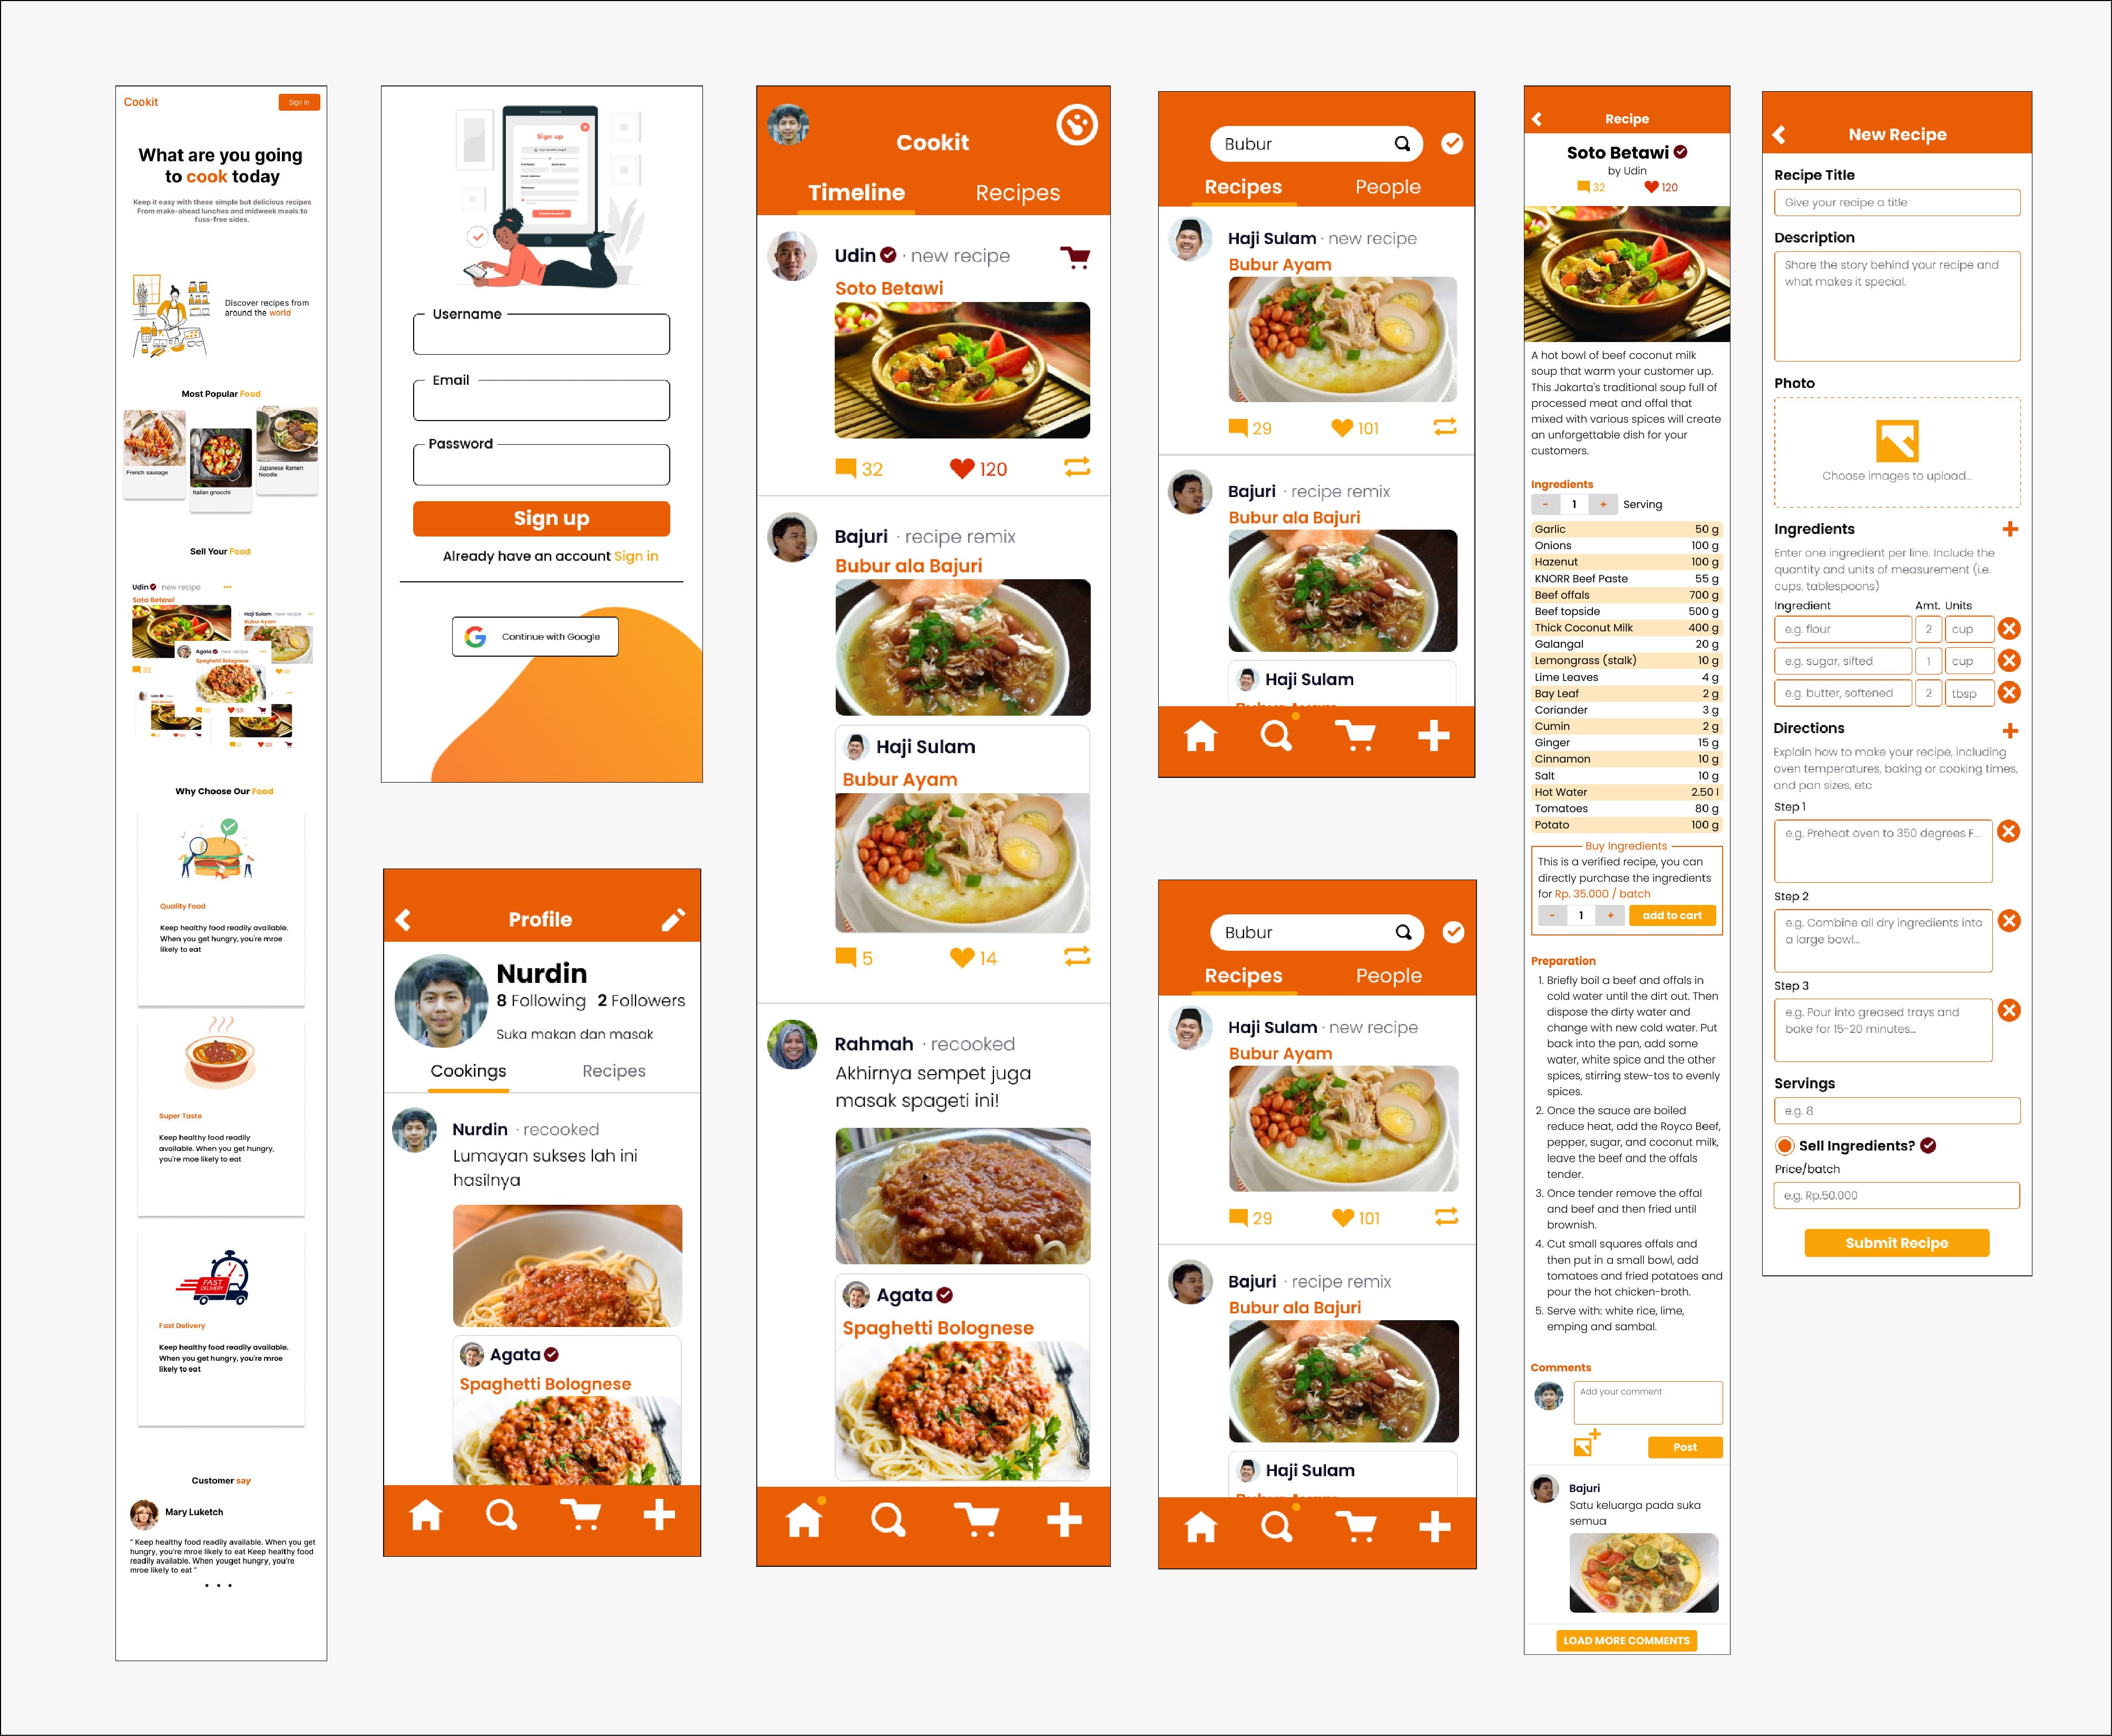 Cookit
Sign in
What are you going
to cook today
Keep it easy with these simple but delicious recipes
From make-ahead lunches and midweek meals to
fuss-free sides.
Discover recipes from
around the world
Most Popular Food
French sausage
Italian gnocchi
Japanese Ramen
Noodle
Sell Your Food
Udin · new recipe
Soto Betawi
32
Haji Sulam · new recipe
Bubur Ayam
Agata · new recipe
Spaghetti Bolognese
Why Choose Our Food
Quality Food
Keep healthy food readily available.
When you get hungry, you're mroe
likely to eat
Super Taste
Keep healthy food readily
available. When you get hungry,
you're moe likely to eat
FAST
DELIVERY
Fast Delivery
Keep healthy food readily available.
When you get hungry, you're mroe
likely to eat
Customer say
Mary Luketch
" Keep healthy food readily available. When you get
hungry, you're mroe likely to eat Keep healthy food
readily available. When youget hungry, you're
mroe likely to eat "
Sign up
Username
Email
Password
Sign up
Already have an account Sign in
Continue with Google
Profile
Nurdin
8 Following 2 Followers
Suka makan dan masak
Cookings Recipes
Nurdin · recooked
Lumayan sukses lah ini
hasilnya
Agata
Spaghetti Bolognese
Cookit
Timeline Recipes
Udin · new recipe
Soto Betawi
32 120
Bajuri · recipe remix
Bubur ala Bajuri
Haji Sulam
Bubur Ayam
5 14
Rahmah · recooked
Akhirnya sempet juga
masak spageti ini!
Agata
Spaghetti Bolognese
Bubur
Recipes People
Haji Sulam · new recipe
Bubur Ayam
29 101
Bajuri · recipe remix
Bubur ala Bajuri
Haji Sulam
Bubur Ayam
Bubur
Recipes People
Haji Sulam · new recipe
Bubur Ayam
29 101
Bajuri · recipe remix
Bubur ala Bajuri
Haji Sulam
Bubur Ayam
Recipe
Soto Betawi
by Udin
32 120
A hot bowl of beef coconut milk
soup that warm your customer up.
This Jakarta's traditional soup full of
processed meat and offal that
mixed with various spices will create
an unforgettable dish for your
customers.
Ingredients
- 1 + Serving
Garlic 50 g
Onions 100 g
Hazenut 100 g
KNORR Beef Paste 55 g
Beef offals 700 g
Beef topside 500 g
Thick Coconut Milk 400 g
Galangal 20 g
Lemongrass (stalk) 10 g
Lime Leaves 4 g
Bay Leaf 2 g
Coriander 3 g
Cumin 2 g
Ginger 15 g
Cinnamon 10 g
Salt 10 g
Hot Water 2.50 l
Tomatoes 80 g
Potato 100 g
Buy Ingredients
This is a verified recipe, you can
directly purchase the ingredients
for Rp. 35.000 / batch
- 1 + add to cart
Preparation
1. Briefly boil a beef and offals in
cold water until the dirt out. Then
dispose the dirty water and
change with new cold water. Put
back into the pan, add some
water, white spice and the other
spices, stirring stew-tos to evenly
spices.
2. Once the sauce are boiled
reduce heat, add the Royco Beef,
pepper, sugar, and coconut milk,
leave the beef and the offals
tender.
3. Once tender remove the offal
and beef and then fried until
brownish.
4. Cut small squares offals and
then put in a small bowl, add
tomatoes and fried potatoes and
pour the hot chicken-broth.
5. Serve with: white rice, lime,
emping and sambal.
Comments
Add your comment
Post
Bajuri
Satu keluarga pada suka
semua
LOAD MORE COMMENTS
New Recipe
Recipe Title
Give your recipe a title
Description
Share the story behind your recipe and
what makes it special.
Photo
Choose images to upload...
Ingredients
Enter one ingredient per line. Include the
quantity and units of measurement (i.e.
cups, tablespoons)
Ingredient Amt. Units
e.g. flour 2 cup
e.g. sugar, sifted 1 cup
e.g. butter, softened 2 tbsp
Directions
Explain how to make your recipe, including
oven temperatures, baking or cooking times,
and pan sizes, etc
Step 1
e.g. Preheat oven to 350 degrees F...
Step 2
e.g. Combine all dry ingredients into
a large bowl...
Step 3
e.g. Pour into greased trays and
bake for 15-20 minutes...
Servings
e.g. 8
Sell Ingredients?
Price/batch
e.g. Rp.50.000
Submit Recipe